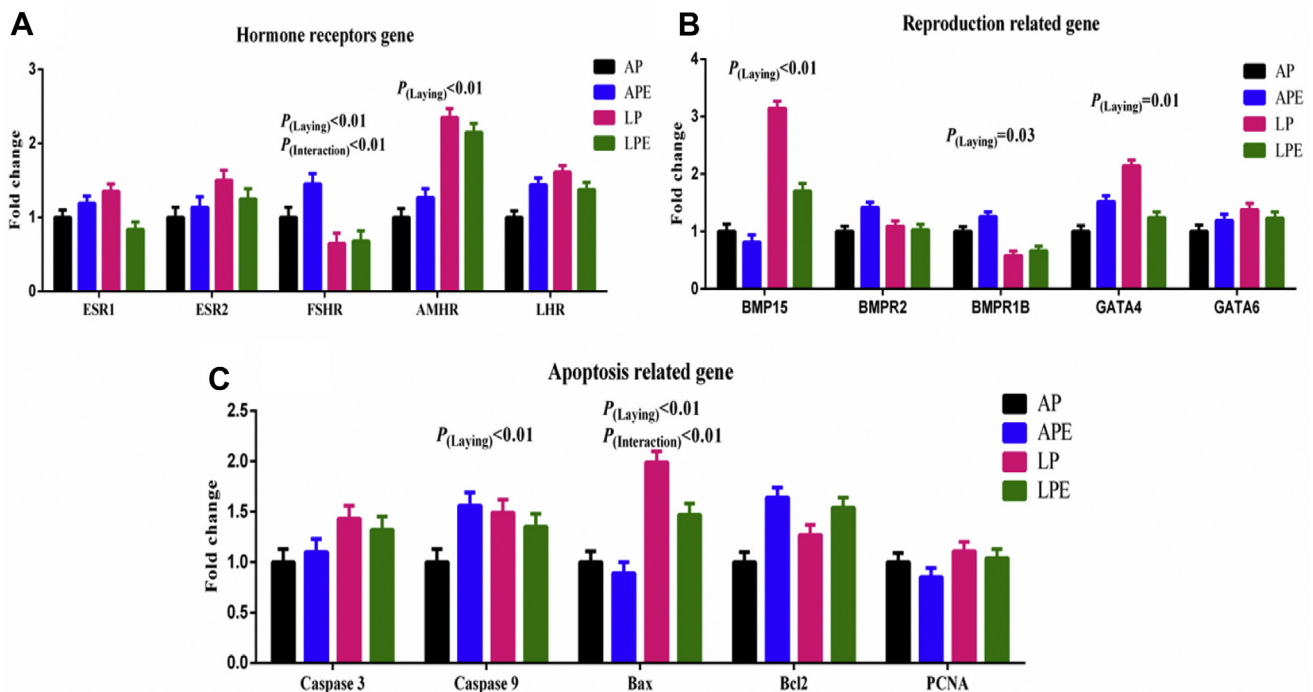 A
Hormone receptors gene
3
2
1
0
Fold change
P(Laying)<0.01
P(Interaction)<0.01
P(Laying)<0.01
AP
APE
LP
LPE
ESR1 ESR2 FSHR AMHR LHR
B
Reproduction related gene
4
3
2
1
0
Fold change
P(Laying)<0.01
P(Laying)=0.03
P(Laying)=0.01
AP
APE
LP
LPE
BMP15 BMPR2 BMPR1B GATA4 GATA6
C
Apoptosis related gene
2.5
2.0
1.5
1.0
0.5
0.0
Fold change
P(Laying)<0.01
P(Laying)<0.01
P(Interaction)<0.01
AP
APE
LP
LPE
Caspase 3 Caspase 9 Bax Bcl2 PCNA